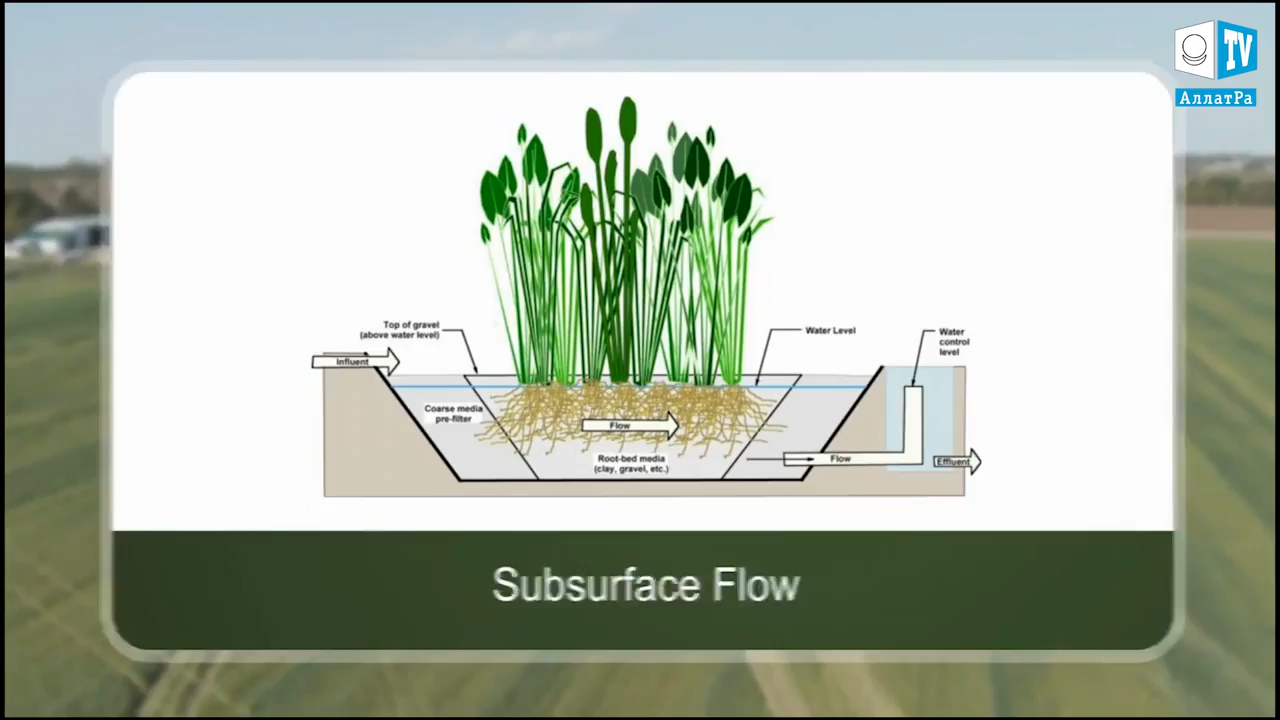 TV
АллатРа
Top of gravel
(above water level)
Water Level
Water
control
level
Influent
Coarse media
pre-filter
Flow
Root-bed media
(clay, gravel, etc.)
Flow
Effluent
Subsurface Flow